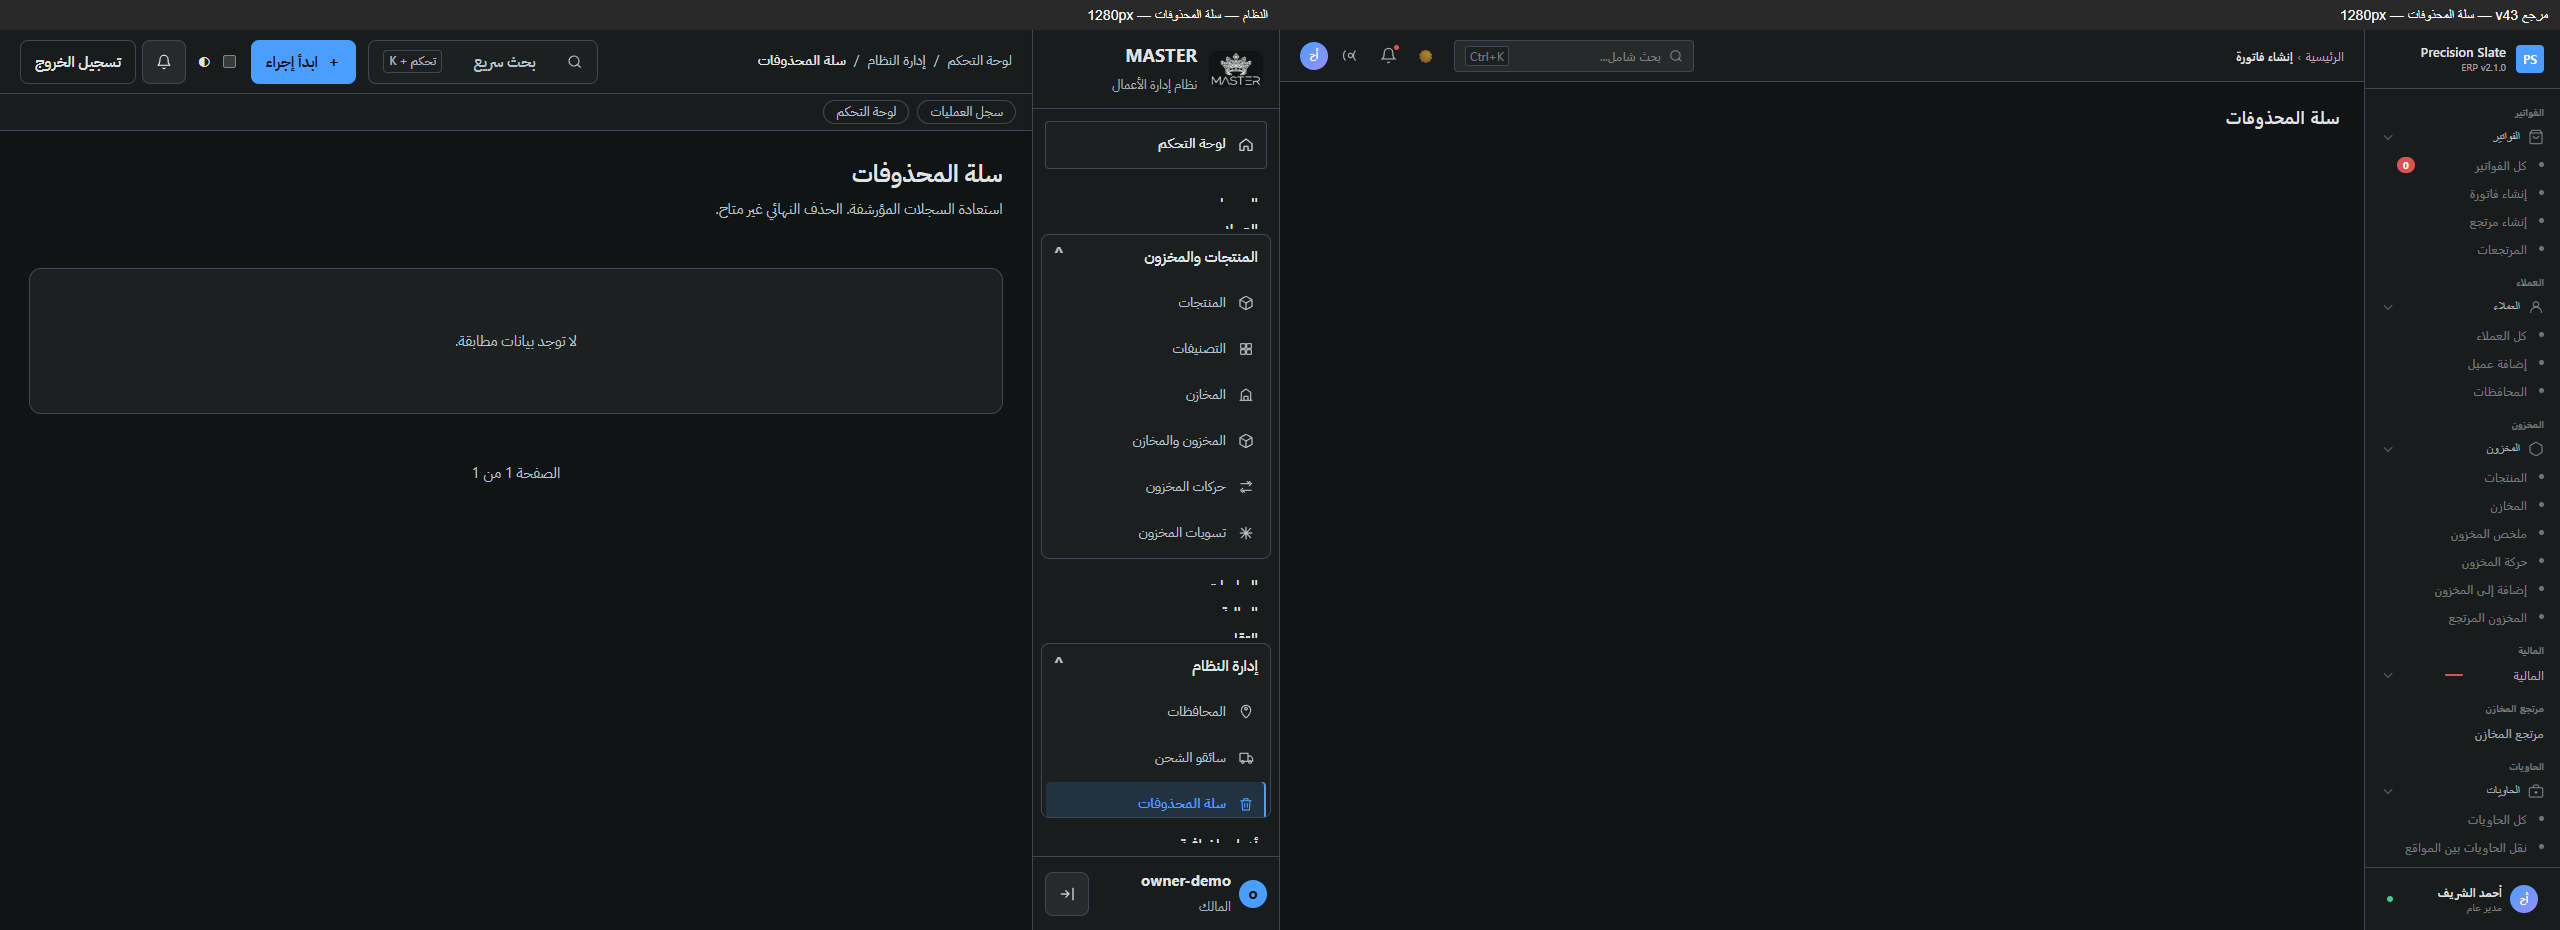 مرجع v43 — سلة المحذوفات — 1280px
PS
Precision Slate
ERP v2.1.0
الفواتير
الفواتير
كل الفواتير
0
إنشاء فاتورة
إنشاء مرتجع
المرتجعات
العملاء
العملاء
كل العملاء
إضافة عميل
المحافظات
المخزون
المخزون
المنتجات
المخازن
ملخص المخزون
حركة المخزون
إضافة إلى المخزون
المخزون المرتجع
المالية
المالية
مرتجع المخازن
مرتجع المخازن
الحاويات
الحاويات
كل الحاويات
نقل الحاويات بين المواقع
أح
أحمد الشريف
مدير عام
الرئيسية › إنشاء فاتورة
بحث شامل...
Ctrl+K
أح
سلة المحذوفات
النظام — سلة المحذوفات — 1280px
MASTER
MASTER
نظام إدارة الأعمال
لوحة التحكم
المنتجات والمخزون
المنتجات
التصنيفات
المخازن
المخزون والمخازن
حركات المخزون
تسويات المخزون
إدارة النظام
المحافظات
سائقو الشحن
سلة المحذوفات
o
owner-demo
المالك
لوحة التحكم / إدارة النظام / سلة المحذوفات
بحث سريع
تحكم + K
+ ابدأ إجراء
تسجيل الخروج
سجل العمليات
لوحة التحكم
سلة المحذوفات
استعادة السجلات المؤرشفة. الحذف النهائي غير متاح.
لا توجد بيانات مطابقة.
الصفحة 1 من 1